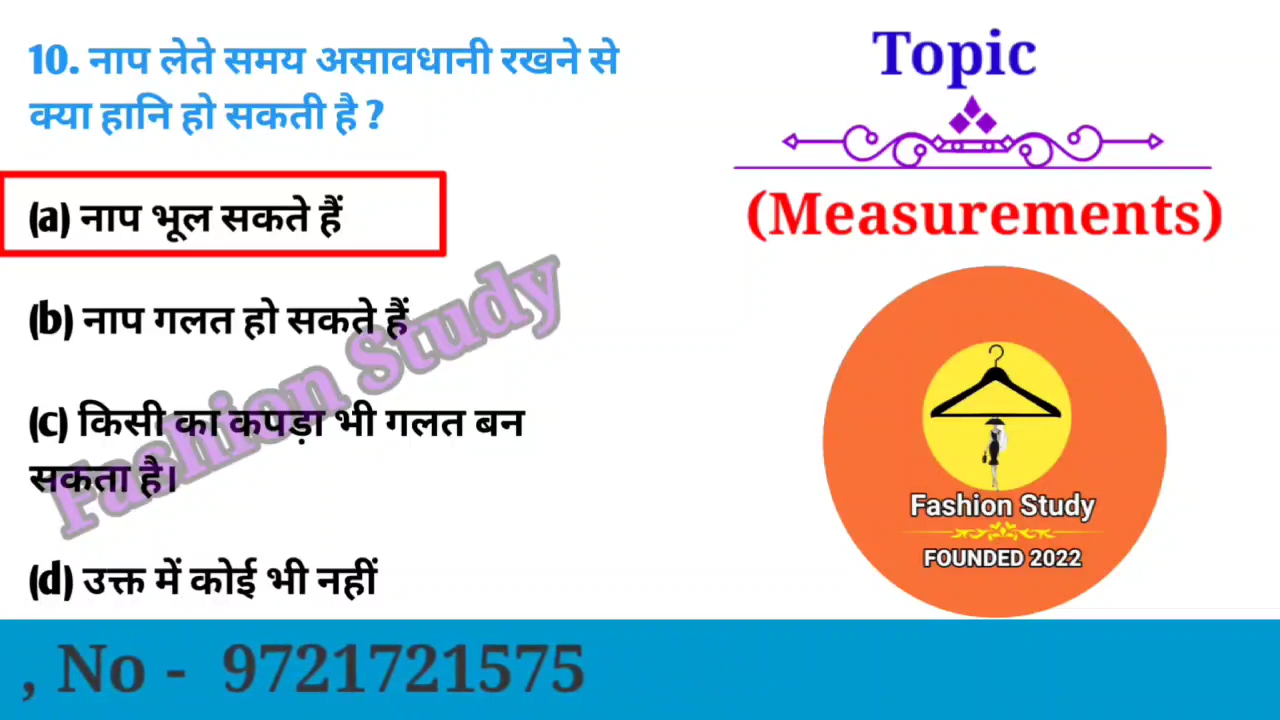 10. नाप लेते समय असावधानी रखने से
क्या हानि हो सकती है ?
(a) नाप भूल सकते हैं
(b) नाप गलत हो सकते हैं
(c) किसी का कपड़ा भी गलत बन
सकता है।
(d) उक्त में कोई भी नहीं
Topic
(Measurements)
Fashion Study
Fashion Study
FOUNDED 2022
, No - 9721721575